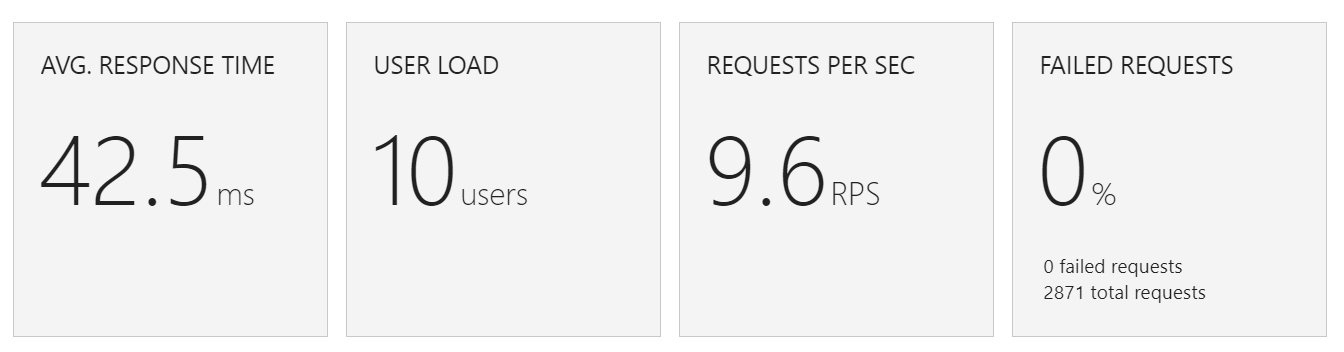 AVG. RESPONSE TIME
42.5 ms
USER LOAD
10 users
REQUESTS PER SEC
9.6 RPS
FAILED REQUESTS
0 %
0 failed requests
2871 total requests